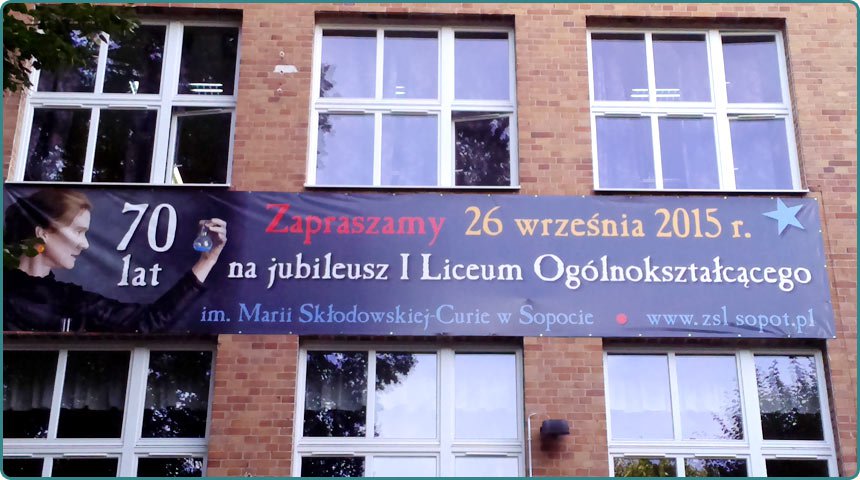 70 lat
Zapraszamy 26 września 2015 r.
na jubileusz I Liceum Ogólnokształcącego
im. Marii Skłodowskiej-Curie w Sopocie • www.zsl.sopot.pl